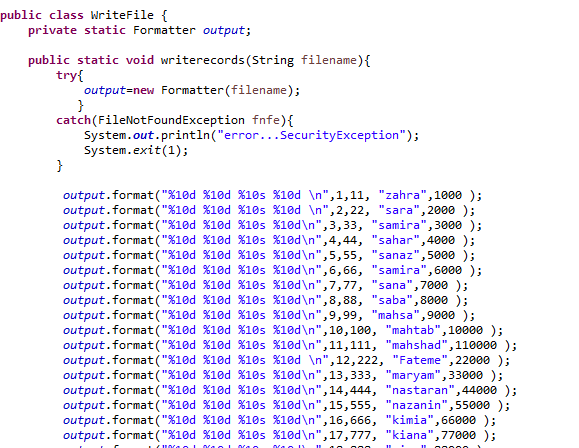 public class WriteFile {
private static Formatter output;
public static void writerecords(String filename){
try{
output=new Formatter(filename);
}
catch(FileNotFoundException fnfe){
System.out.println("error...SecurityException");
System.exit(1);
}
output.format("%10d %10d %10s %10d \n",1,11, "zahra",1000 );
output.format("%10d %10d %10s %10d \n",2,22, "sara",2000 );
output.format("%10d %10d %10s %10d\n",3,33, "samira",3000 );
output.format("%10d %10d %10s %10d\n",4,44, "sahar",4000 );
output.format("%10d %10d %10s %10d\n",5,55, "sanaz",5000 );
output.format("%10d %10d %10s %10d\n",6,66, "samira",6000 );
output.format("%10d %10d %10s %10d\n",7,77, "sana",7000 );
output.format("%10d %10d %10s %10d\n",8,88, "saba",8000 );
output.format("%10d %10d %10s %10d\n",9,99, "mahsa",9000 );
output.format("%10d %10d %10s %10d\n",10,100, "mahtab",10000 );
output.format("%10d %10d %10s %10d\n",11,111, "mahshad",110000 );
output.format("%10d %10d %10s %10d \n",12,222, "Fateme",22000 );
output.format("%10d %10d %10s %10d\n",13,333, "maryam",33000 );
output.format("%10d %10d %10s %10d\n",14,444, "nastaran",44000 );
output.format("%10d %10d %10s %10d\n",15,555, "nazanin",55000 );
output.format("%10d %10d %10s %10d\n",16,666, "kimia",66000 );
output.format("%10d %10d %10s %10d\n",17,777, "kiana",77000 );